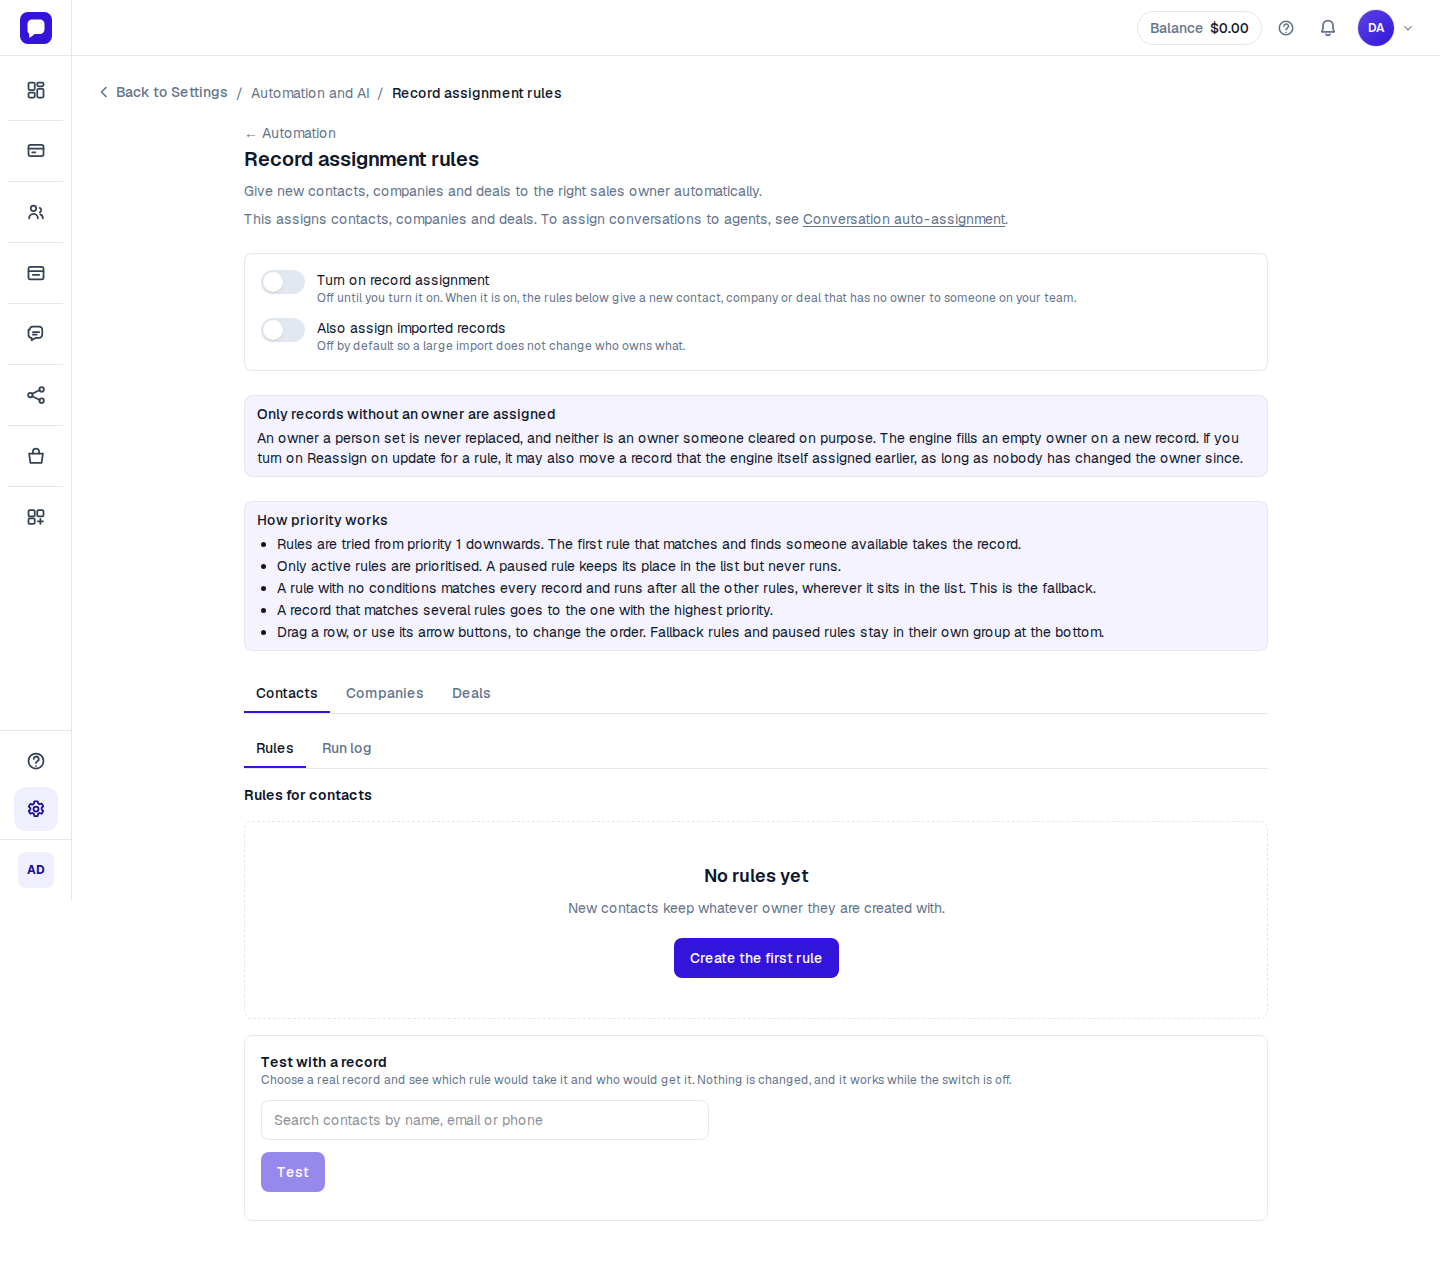 Balance $0.00
DA
Back to Settings / Automation and AI / Record assignment rules
← Automation
Record assignment rules
Give new contacts, companies and deals to the right sales owner automatically.
This assigns contacts, companies and deals. To assign conversations to agents, see Conversation auto-assignment.
Turn on record assignment
Off until you turn it on. When it is on, the rules below give a new contact, company or deal that has no owner to someone on your team.
Also assign imported records
Off by default so a large import does not change who owns what.
Only records without an owner are assigned
An owner a person set is never replaced, and neither is an owner someone cleared on purpose. The engine fills an empty owner on a new record. If you
turn on Reassign on update for a rule, it may also move a record that the engine itself assigned earlier, as long as nobody has changed the owner since.
How priority works
• Rules are tried from priority 1 downwards. The first rule that matches and finds someone available takes the record.
• Only active rules are prioritised. A paused rule keeps its place in the list but never runs.
• A rule with no conditions matches every record and runs after all the other rules, wherever it sits in the list. This is the fallback.
• A record that matches several rules goes to the one with the highest priority.
• Drag a row, or use its arrow buttons, to change the order. Fallback rules and paused rules stay in their own group at the bottom.
Contacts Companies Deals
Rules Run log
Rules for contacts
No rules yet
New contacts keep whatever owner they are created with.
Create the first rule
AD
Test with a record
Choose a real record and see which rule would take it and who would get it. Nothing is changed, and it works while the switch is off.
Search contacts by name, email or phone
Test